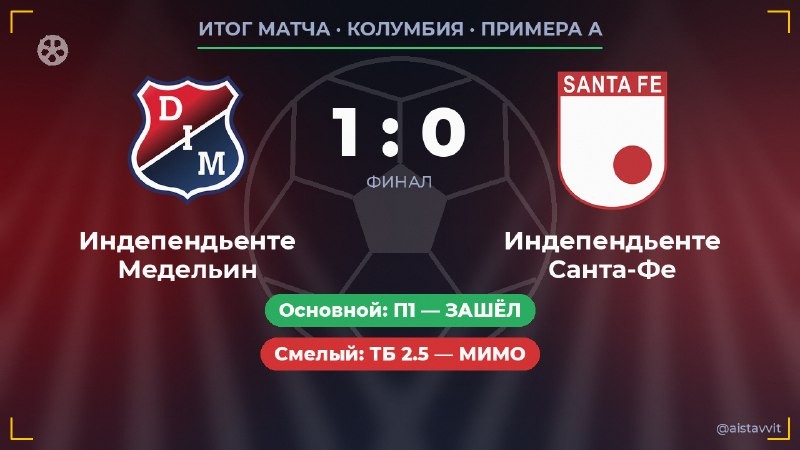 ИТОГ МАТЧА · КОЛУМБИЯ · ПРИМЕРА А
DIM
SANTA FE
1 : 0
ФИНАЛ
Индепендьенте
Медельин
Индепендьенте
Санта-Фе
Основной: П1 — ЗАШЁЛ
Смелый: ТБ 2.5 — МИМО
@aistavvit